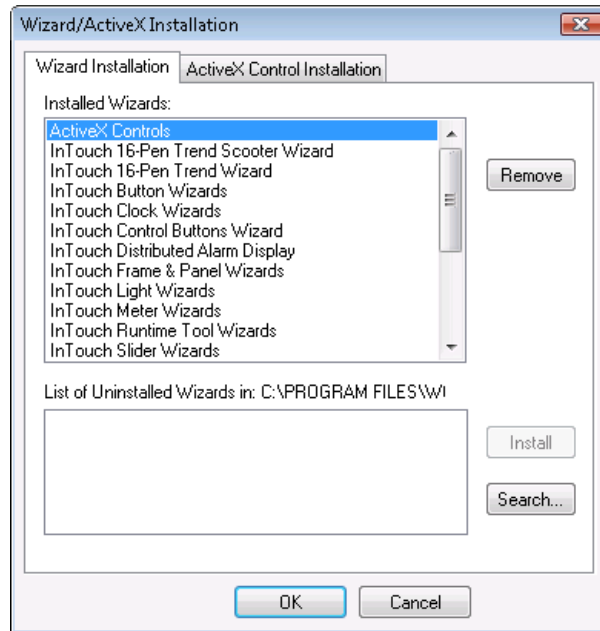 Wizard/ActiveX Installation
Wizard Installation
ActiveX Control Installation
Installed Wizards:
ActiveX Controls
InTouch 16-Pen Trend Scooter Wizard
InTouch 16-Pen Trend Wizard
InTouch Button Wizards
InTouch Clock Wizards
InTouch Control Buttons Wizard
InTouch Distributed Alarm Display
InTouch Frame & Panel Wizards
InTouch Light Wizards
InTouch Meter Wizards
InTouch Runtime Tool Wizards
InTouch Slider Wizards
Remove
List of Uninstalled Wizards in: C:\PROGRAM FILES\W
Install
Search...
OK
Cancel